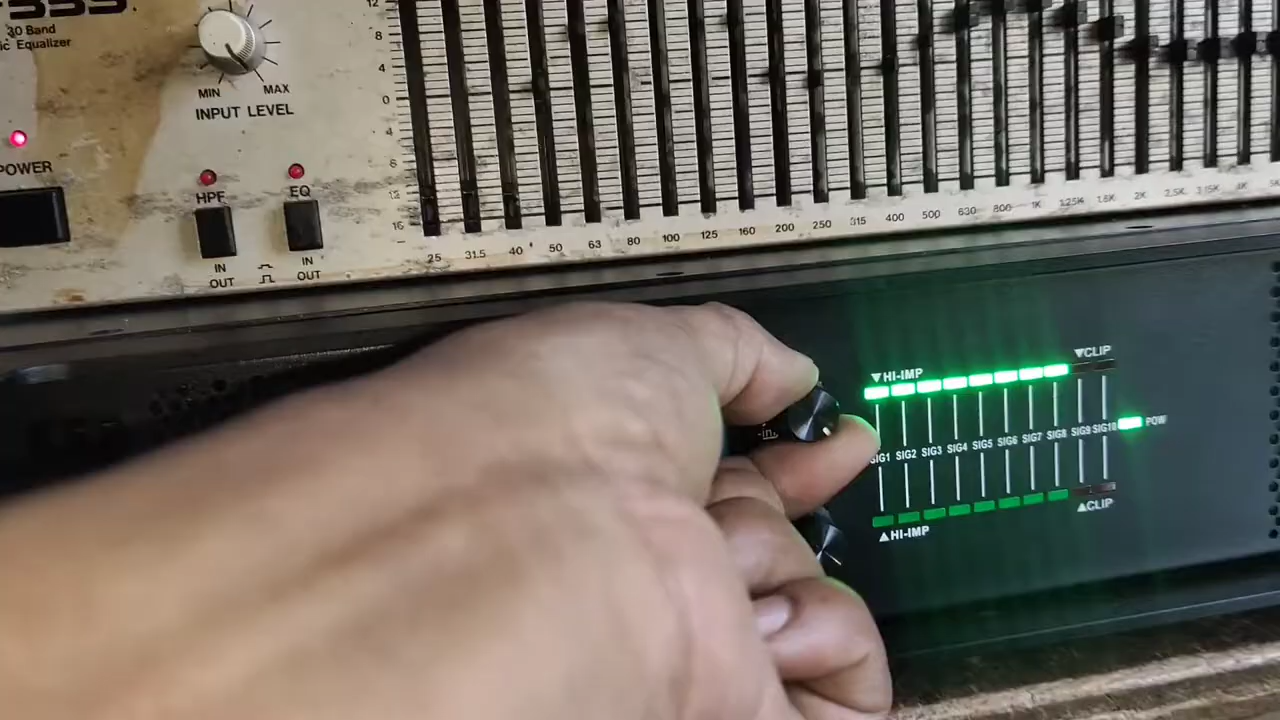 30 Band
ic Equalizer
MIN MAX
INPUT LEVEL
POWER
HPF EQ
IN IN
OUT OUT
12
8
4
0
4
8
12
16
25 31.5 40 50 63 80 100 125 160 200 250 315 400 500 630 800 1K 1.25K 1.6K 2K 2.5K 3.15K 4K
▼HI-IMP ▼CLIP
SIG1 SIG2 SIG3 SIG4 SIG5 SIG6 SIG7 SIG8 SIG9 SIG10 POW
▲HI-IMP ▲CLIP